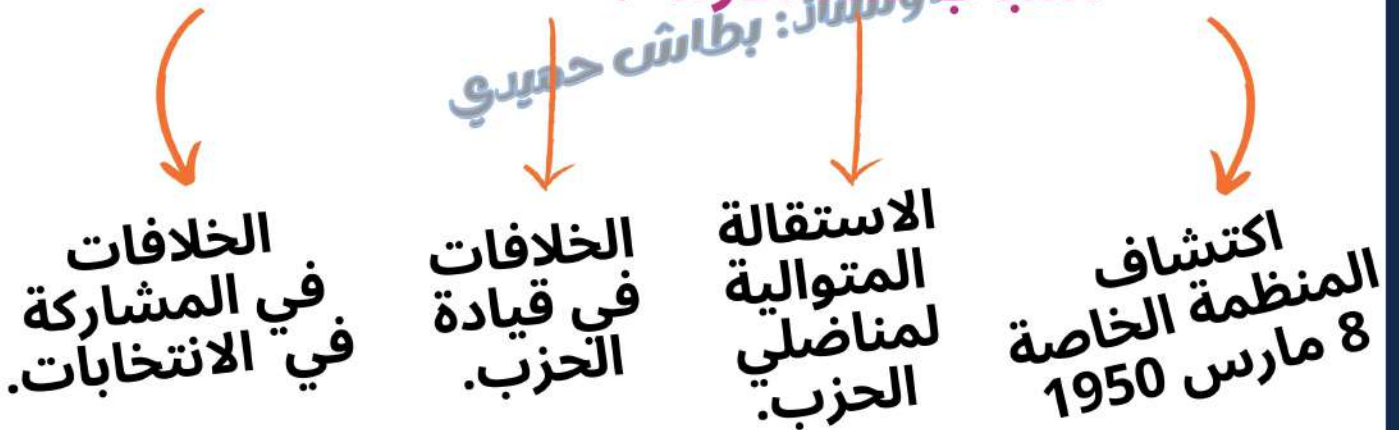 الأستاذ: بطاش حميدي
اكتشاف
المنظمة الخاصة
8 مارس 1950
الاستقالة
المتوالية
لمناضلي
الحزب.
الخلافات
في قيادة
الحزب.
الخلافات
في المشاركة
في الانتخابات.